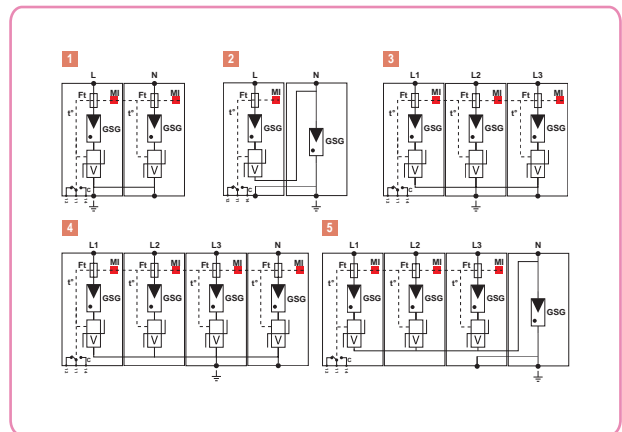 1
L N
Ft MI Ft MI
t° t°
GSG GSG
V V
C
2
L N
Ft MI
t°
GSG GSG
V
C
3
L1 L2 L3
Ft MI Ft MI Ft MI
t° t° t°
GSG GSG GSG
V V V
C
4
L1 L2 L3 N
Ft MI Ft MI Ft MI Ft MI
t° t° t° t°
GSG GSG GSG GSG
V V V V
C
5
L1 L2 L3 N
Ft MI Ft MI Ft MI
t° t° t°
GSG GSG GSG GSG
V V V
C